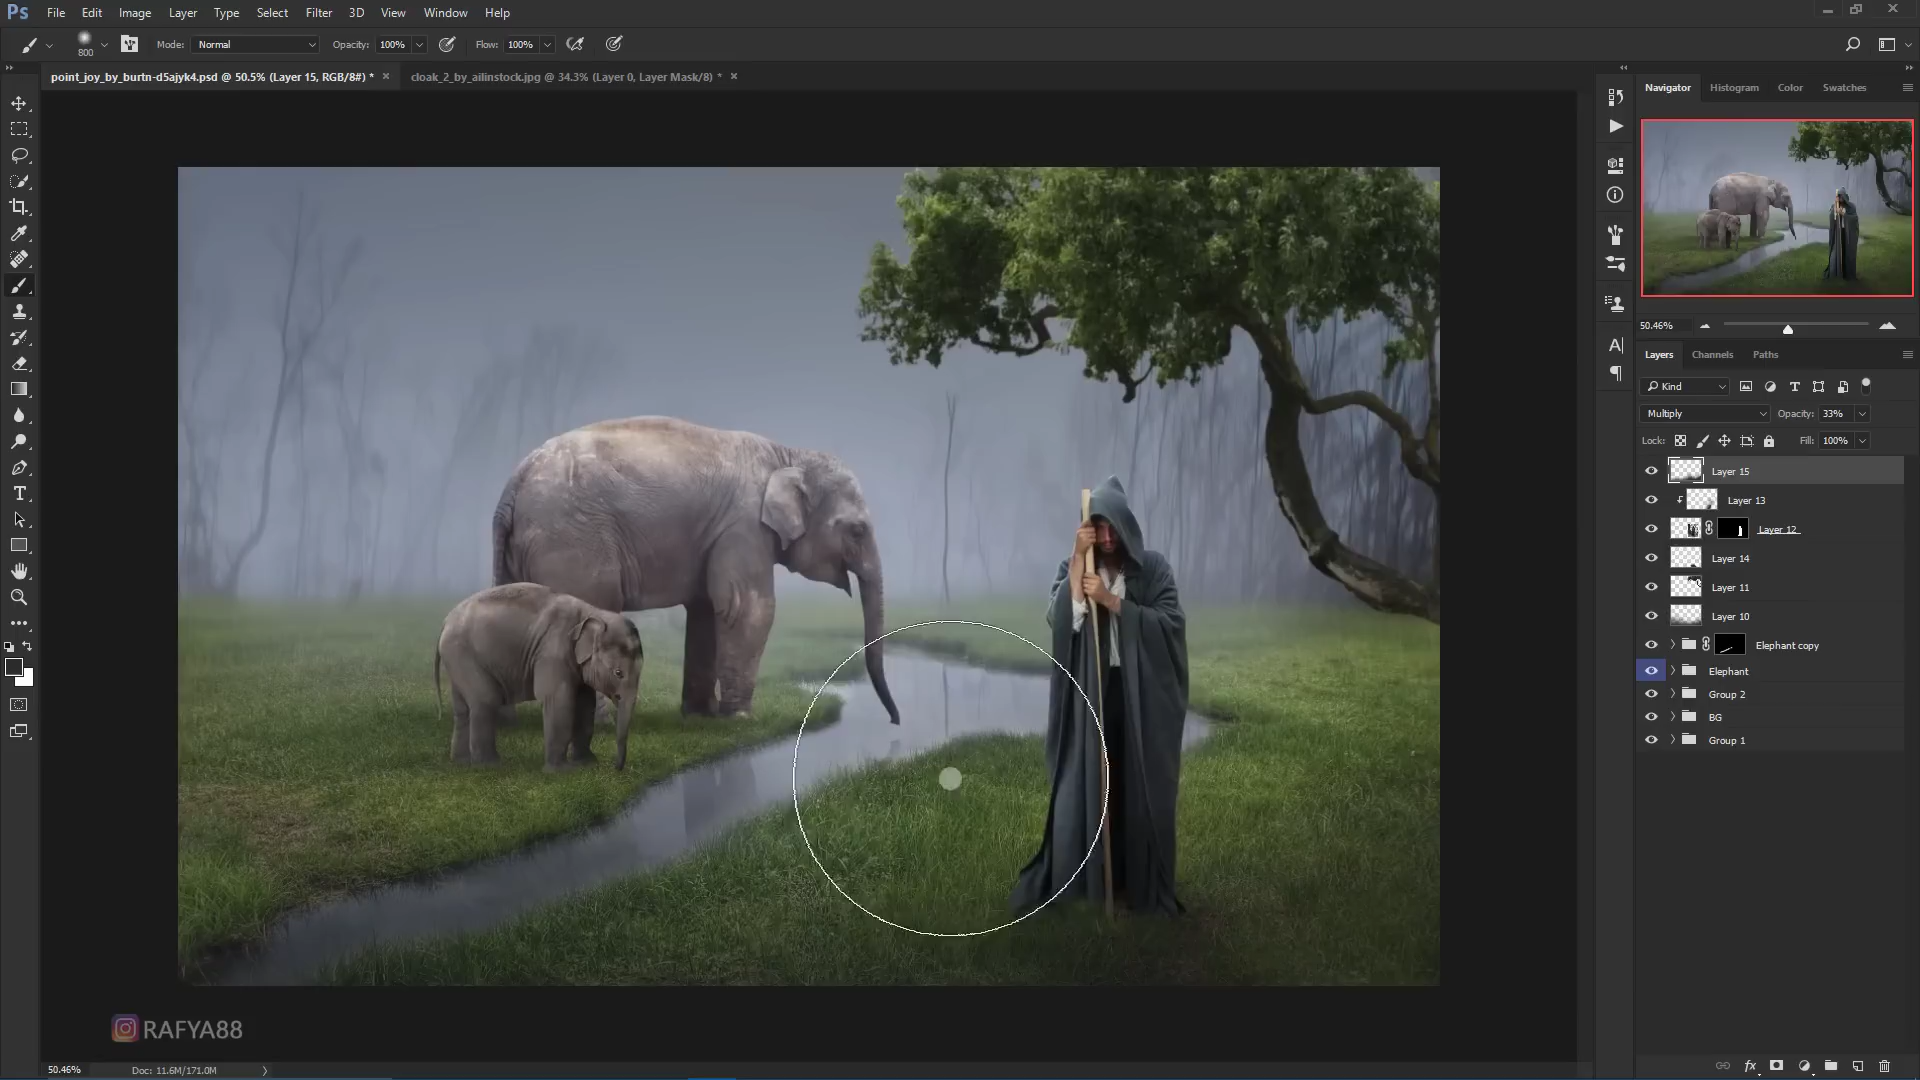 Ps File Edit Image Layer Type Select Filter 3D View Window Help
800 Mode: Normal Opacity: 100% Flow: 100%
point_joy_by_burtn-d5ajyk4.psd @ 50.5% (Layer 15, RGB/8#) * × cloak_2_by_ailinstock.jpg @ 34.3% (Layer 0, Layer Mask/8) * ×
Navigator Histogram Color Swatches
50.46%
Layers Channels Paths
Kind
Multiply Opacity: 33%
Lock: Fill: 100%
Layer 15
Layer 13
Layer 12
Layer 14
Layer 11
Layer 10
Elephant copy
Elephant
Group 2
BG
Group 1
RAFYA88
50.46% Doc: 11.6M/171.0M